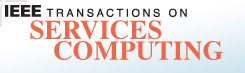 IEEE TRANSACTIONS ON
SERVICES
COMPUTING